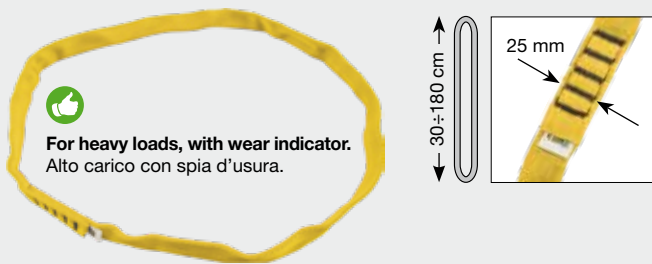 For heavy loads, with wear indicator.
Alto carico con spia d'usura.
30÷180 cm
25 mm